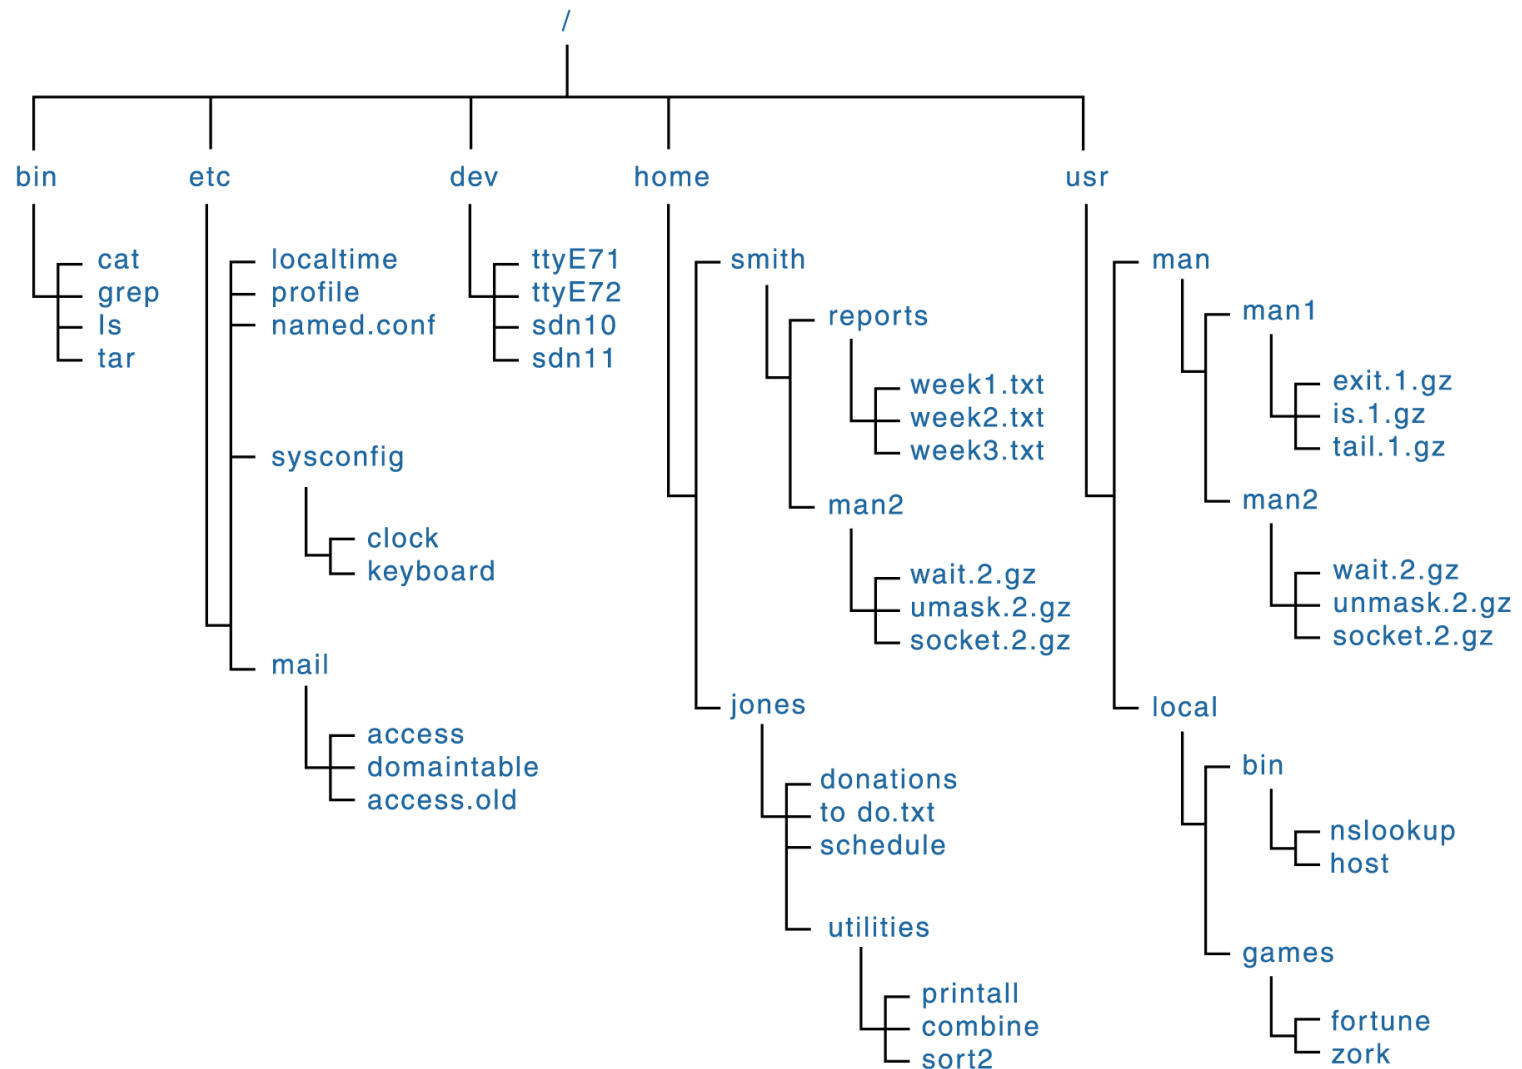 /
bin
etc
dev
home
usr
cat
grep
ls
tar
localtime
profile
named.conf
sysconfig
clock
keyboard
mail
access
domaintable
access.old
ttyE71
ttyE72
sdn10
sdn11
smith
reports
week1.txt
week2.txt
week3.txt
man2
wait.2.gz
umask.2.gz
socket.2.gz
jones
donations
to do.txt
schedule
utilities
printall
combine
sort2
man
man1
exit.1.gz
is.1.gz
tail.1.gz
man2
wait.2.gz
unmask.2.gz
socket.2.gz
local
bin
nslookup
host
games
fortune
zork